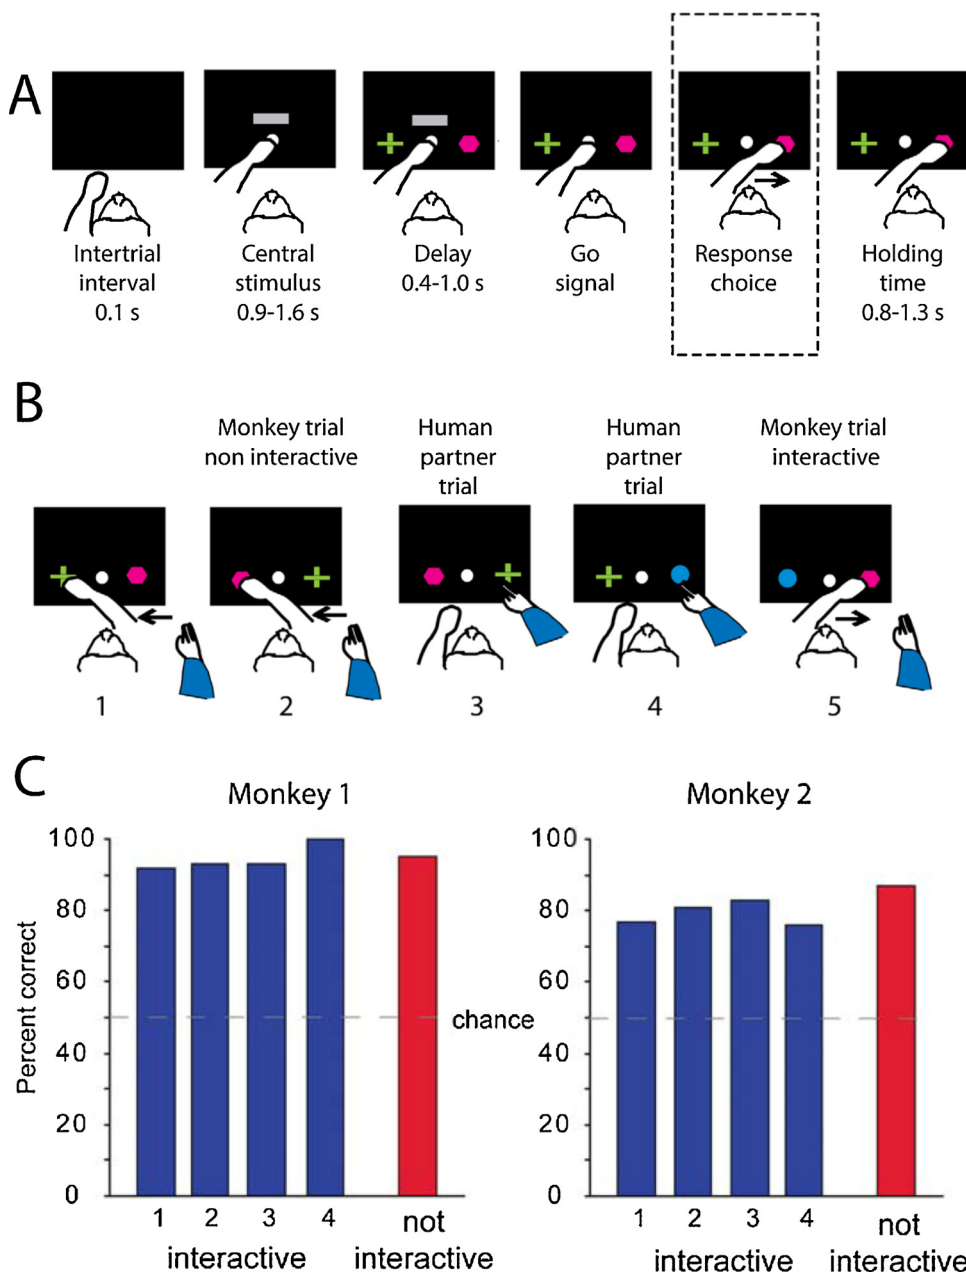 A
Intertrial
interval
0.1 s
Central
stimulus
0.9-1.6 s
Delay
0.4-1.0 s
Go
signal
Response
choice
Holding
time
0.8-1.3 s
B
Monkey trial
non interactive
Human
partner
trial
Human
partner
trial
Monkey trial
interactive
1 2 3 4 5
C
Monkey 1
Percent correct
100
80
60
40
20
0
1 2 3 4
interactive
not
interactive
chance
Monkey 2
100
80
60
40
20
0
1 2 3 4
interactive
not
interactive